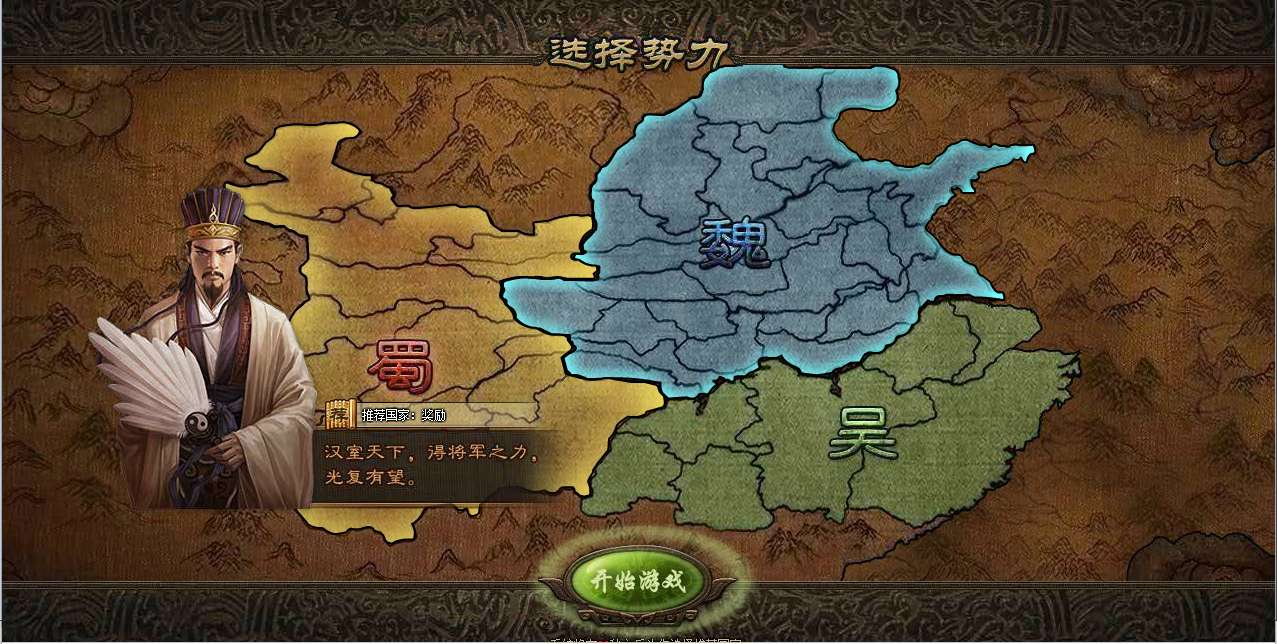 选择势力
魏
蜀
吴
荐
推荐国家：奖励
汉室天下，得将军之力，
光复有望。
开始游戏